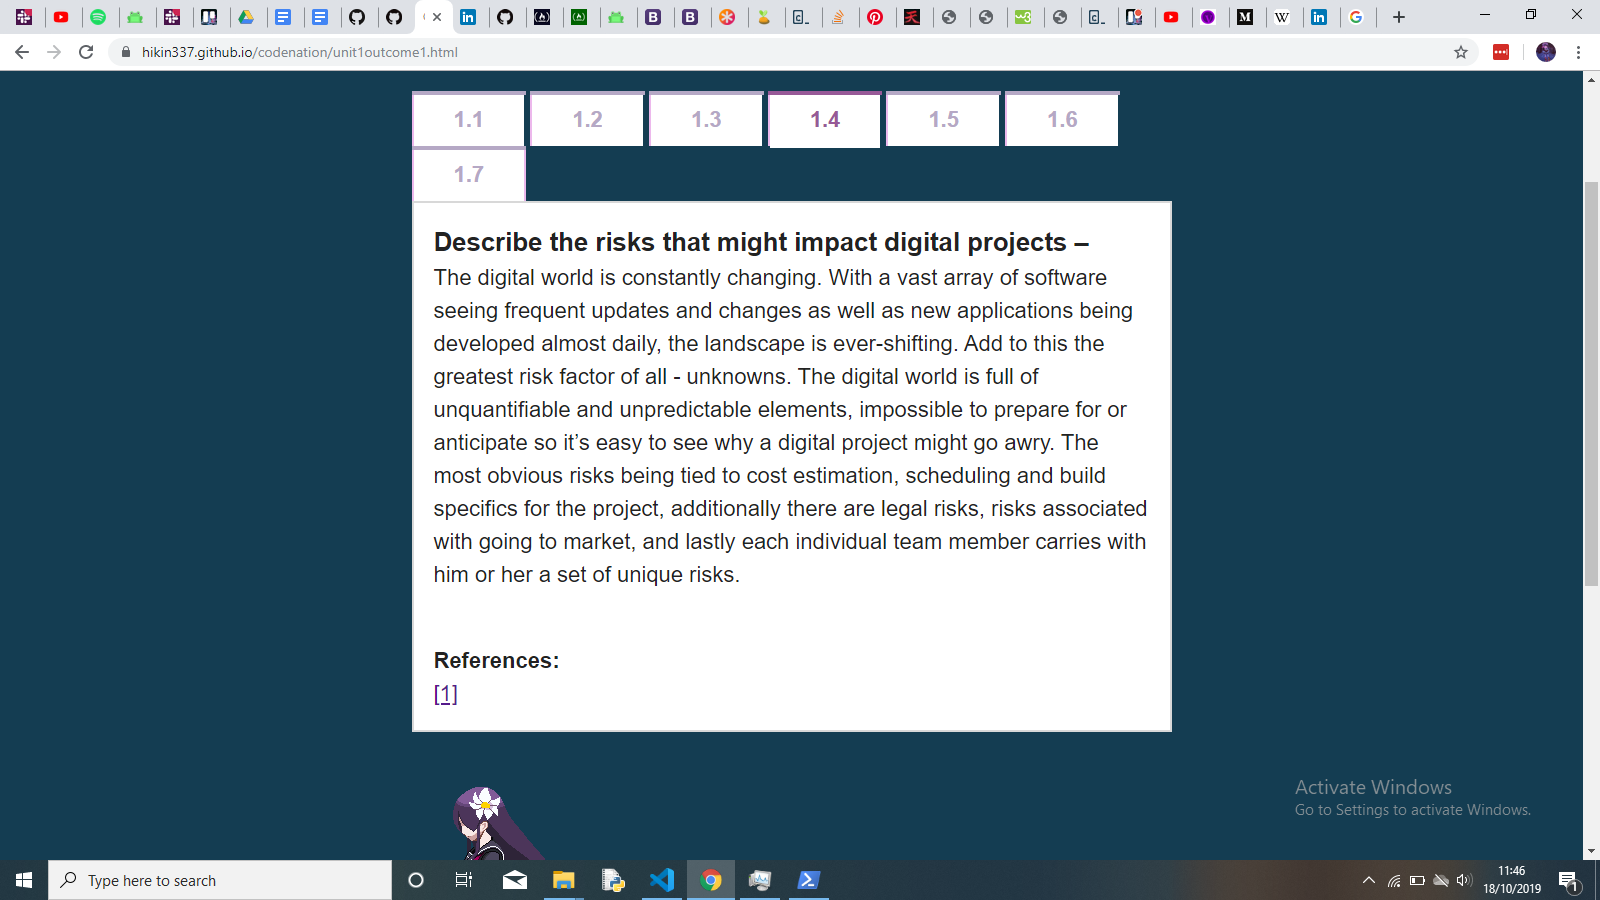 hikin337.github.io/codenation/unit1outcome1.html
1.1 1.2 1.3 1.4 1.5 1.6
1.7
Describe the risks that might impact digital projects –
The digital world is constantly changing. With a vast array of software
seeing frequent updates and changes as well as new applications being
developed almost daily, the landscape is ever-shifting. Add to this the
greatest risk factor of all - unknowns. The digital world is full of
unquantifiable and unpredictable elements, impossible to prepare for or
anticipate so it’s easy to see why a digital project might go awry. The
most obvious risks being tied to cost estimation, scheduling and build
specifics for the project, additionally there are legal risks, risks associated
with going to market, and lastly each individual team member carries with
him or her a set of unique risks.
References:
[1]
Activate Windows
Go to Settings to activate Windows.
Type here to search
11:46
18/10/2019
1